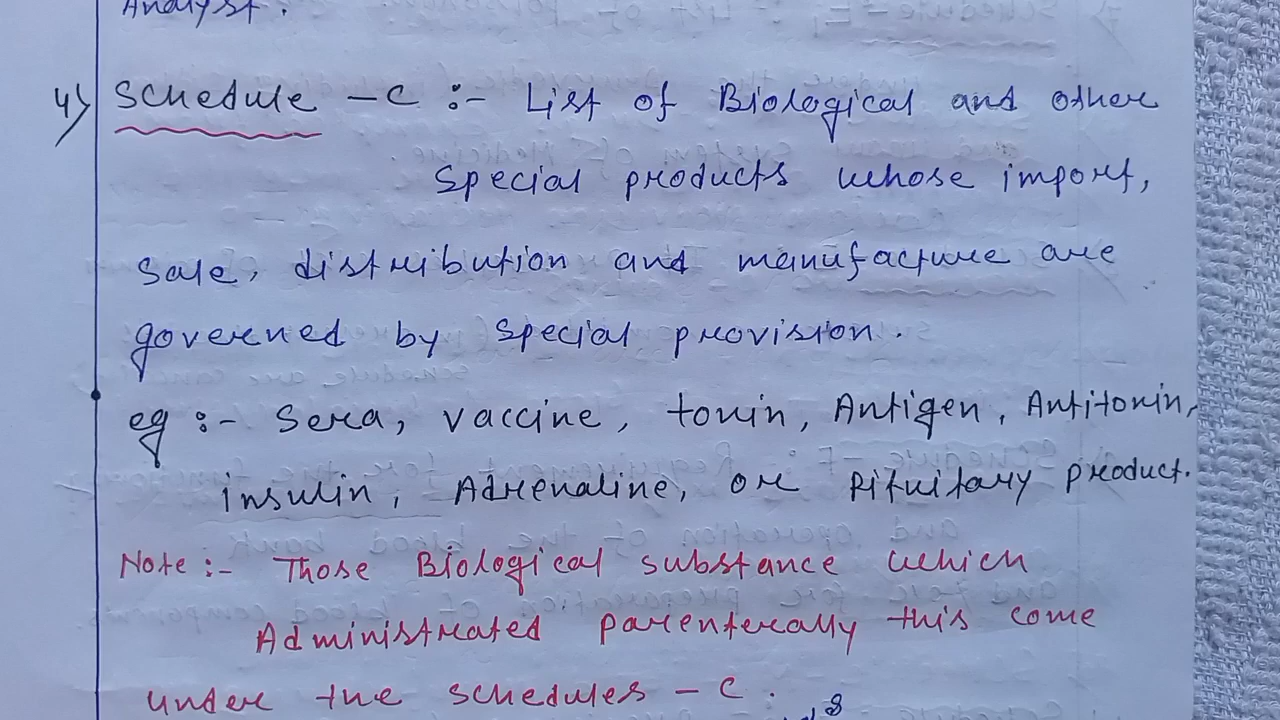 Analyst.
4) Schedule - C :- List of Biological and other
Special products whose import,
Sale, distribution and manufacture are
governed by special provision.
eg :- Sera, vaccine, toxin, Antigen, Antitoxin,
insulin, Adrenaline, or Pituitary product.
Note :- Those Biological substance which
Administrated parenterally this come
under the schedules - C.